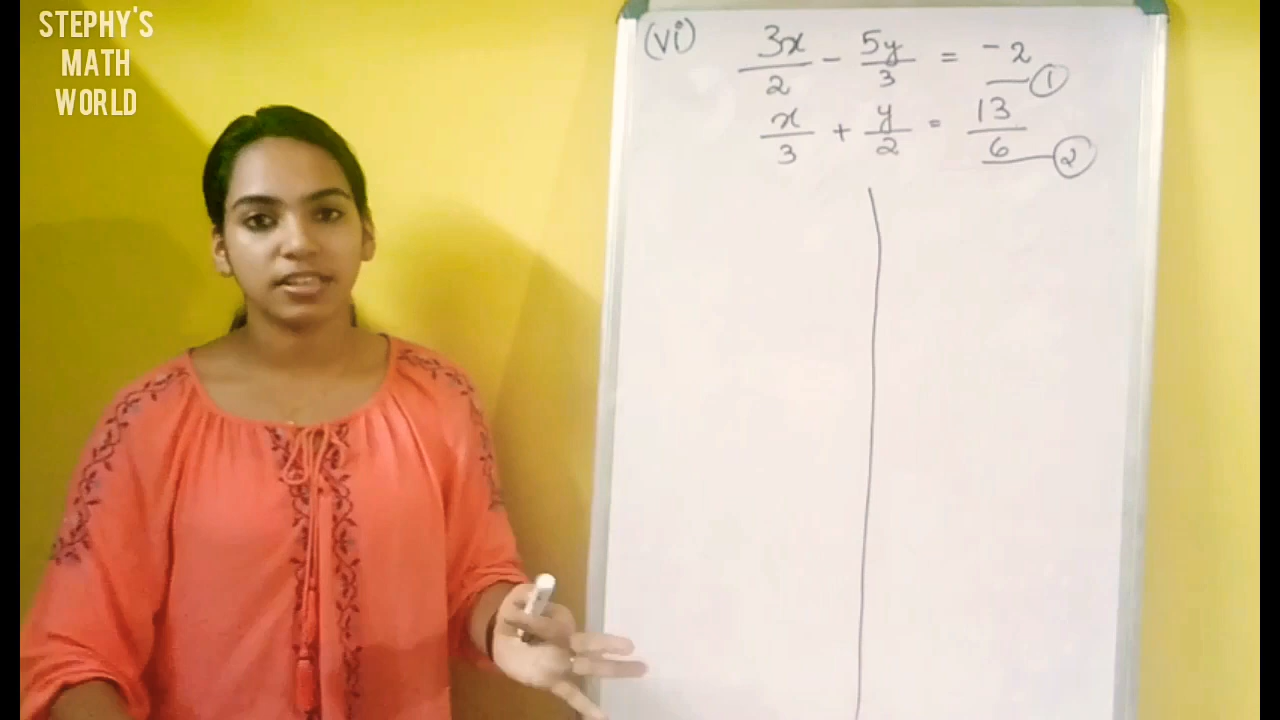 STEPHY'S
MATH
WORLD
(vi) 3x/2 - 5y/3 = -2 ①
x/3 + y/2 = 13/6 ②